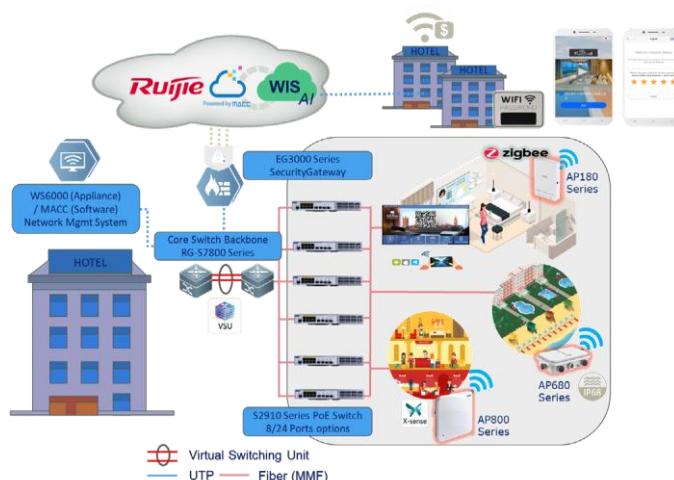 Ruijie
Powered by MACC
WIS
AI
$
HOTEL
HOTEL
WiFi
PASSWORD
EG3000 Series
SecurityGateway
zigbee
AP180
Series
WS6000 (Appliance)
/ MACC (Software)
Network Mgmt System
Core Switch Backbone
RG-S7800 Series
HOTEL
VSU
X-sense
AP680
Series
IP68
AP800
Series
S2910 Series PoE Switch
8/24 Ports options
Virtual Switching Unit
UTP
Fiber (MMF)